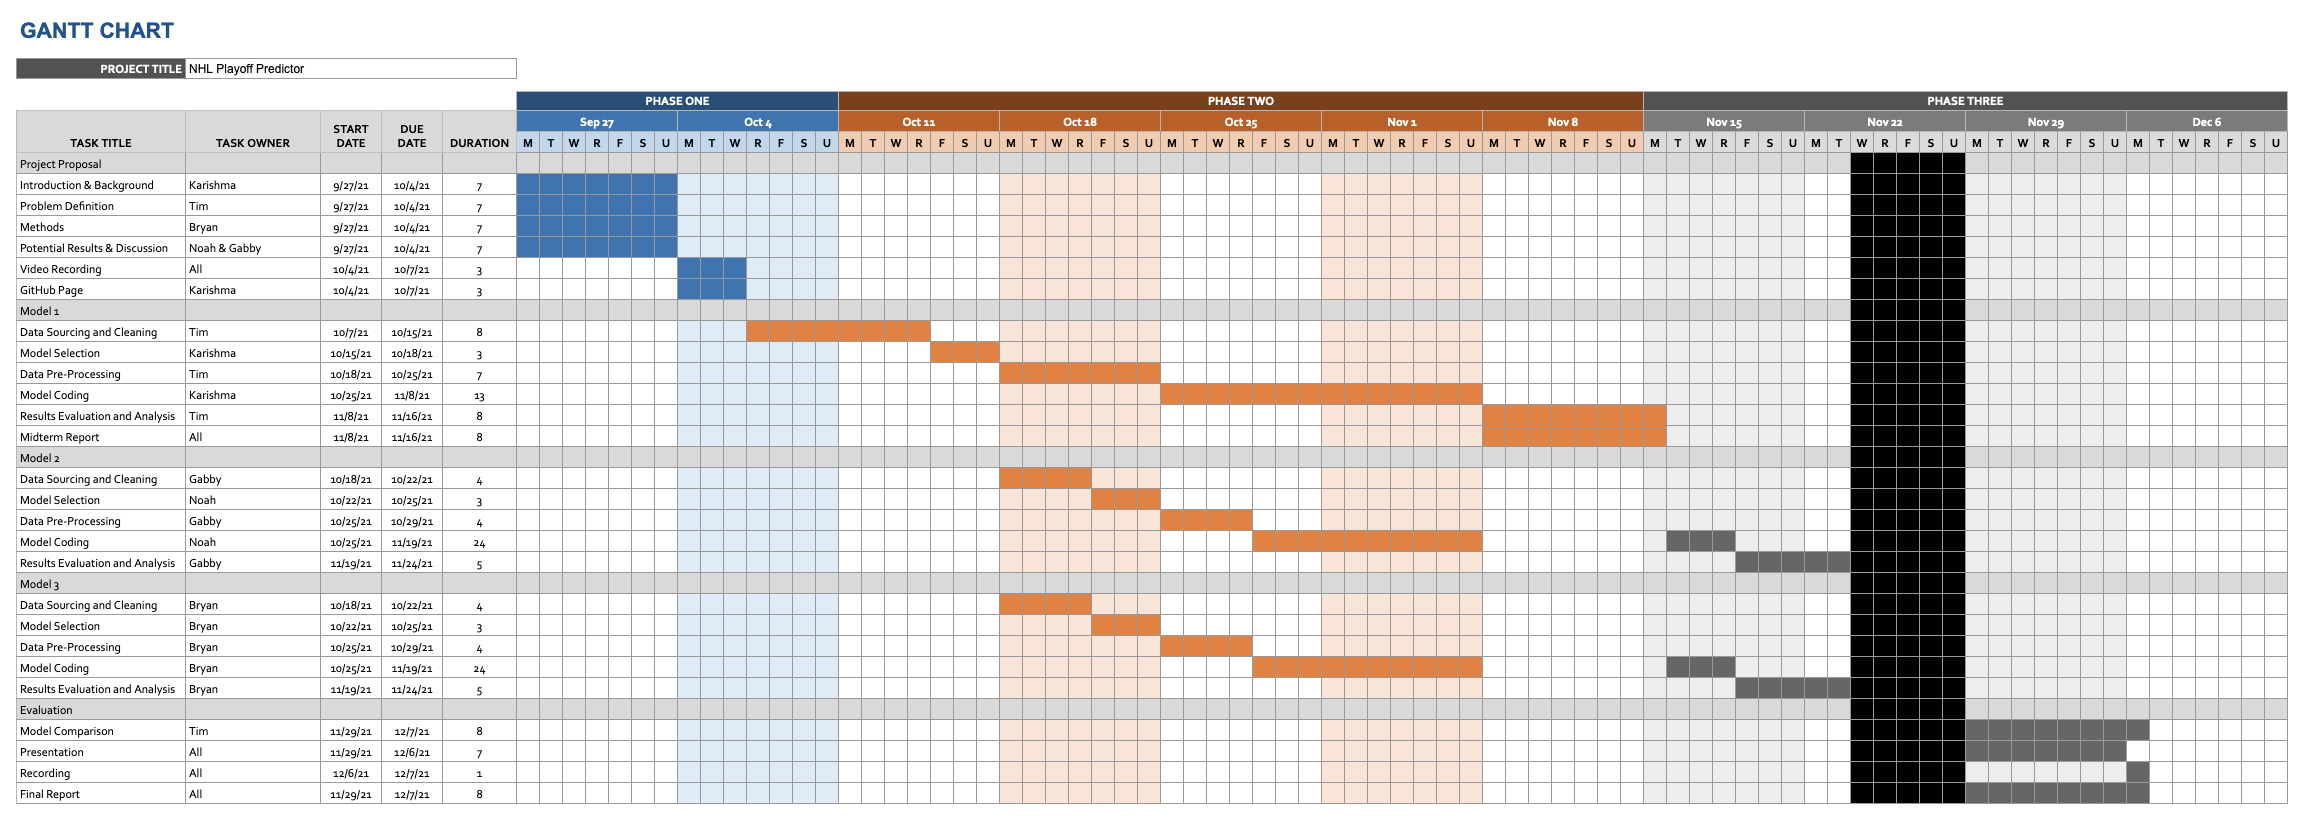 GANTT CHART
PROJECT TITLE NHL Playoff Predictor
PHASE ONE PHASE TWO PHASE THREE
Sep 27 Oct 4 Oct 11 Oct 18 Oct 25 Nov 1 Nov 8 Nov 15 Nov 22 Nov 29 Dec 6
TASK TITLE TASK OWNER START DATE DUE DATE DURATION M T W R F S U M T W R F S U M T W R F S U M T W R F S U M T W R F S U M T W R F S U M T W R F S U M T W R F S U M T W R F S U M T W R F S U M T W R F S U
Project Proposal
Introduction & Background Karishma 9/27/21 10/4/21 7
Problem Definition Tim 9/27/21 10/4/21 7
Methods Bryan 9/27/21 10/4/21 7
Potential Results & Discussion Noah & Gabby 9/27/21 10/4/21 7
Video Recording All 10/4/21 10/7/21 3
GitHub Page Karishma 10/4/21 10/7/21 3
Model 1
Data Sourcing and Cleaning Tim 10/7/21 10/15/21 8
Model Selection Karishma 10/15/21 10/18/21 3
Data Pre-Processing Tim 10/18/21 10/25/21 7
Model Coding Karishma 10/25/21 11/8/21 13
Results Evaluation and Analysis Tim 11/8/21 11/16/21 8
Midterm Report All 11/8/21 11/16/21 8
Model 2
Data Sourcing and Cleaning Gabby 10/18/21 10/22/21 4
Model Selection Noah 10/22/21 10/25/21 3
Data Pre-Processing Gabby 10/25/21 10/29/21 4
Model Coding Noah 10/25/21 11/19/21 24
Results Evaluation and Analysis Gabby 11/19/21 11/24/21 5
Model 3
Data Sourcing and Cleaning Bryan 10/18/21 10/22/21 4
Model Selection Bryan 10/22/21 10/25/21 3
Data Pre-Processing Bryan 10/25/21 10/29/21 4
Model Coding Bryan 10/25/21 11/19/21 24
Results Evaluation and Analysis Bryan 11/19/21 11/24/21 5
Evaluation
Model Comparison Tim 11/29/21 12/7/21 8
Presentation All 11/29/21 12/6/21 7
Recording All 12/6/21 12/7/21 1
Final Report All 11/29/21 12/7/21 8